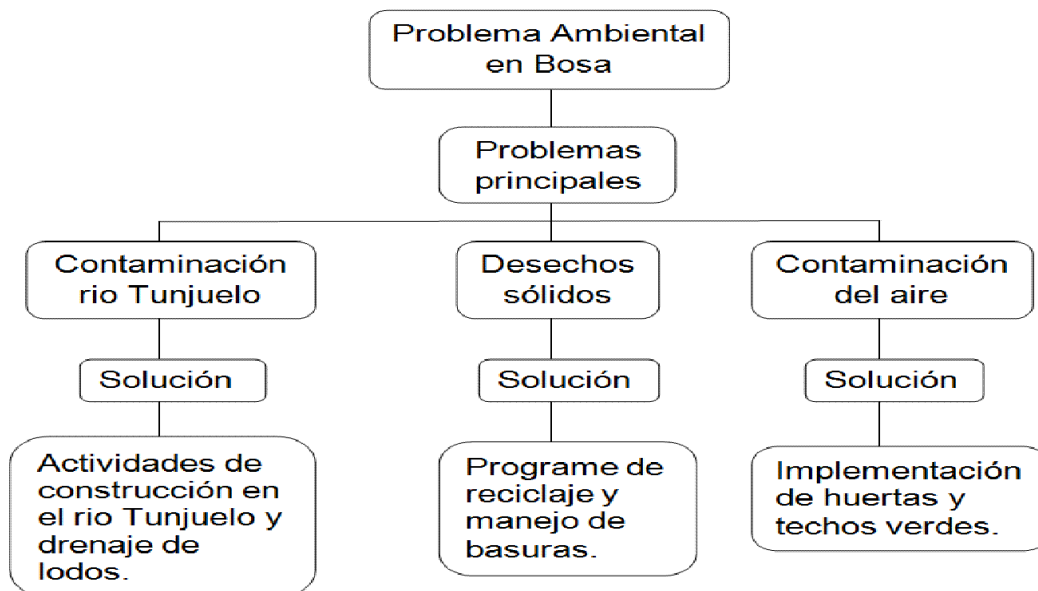 Problema Ambiental
en Bosa
Problemas
principales
Contaminación
rio Tunjuelo
Desechos
sólidos
Contaminación
del aire
Solución
Solución
Solución
Actividades de
construcción en
el rio Tunjuelo y
drenaje de
lodos.
Programe de
reciclaje y
manejo de
basuras.
Implementación
de huertas y
techos verdes.